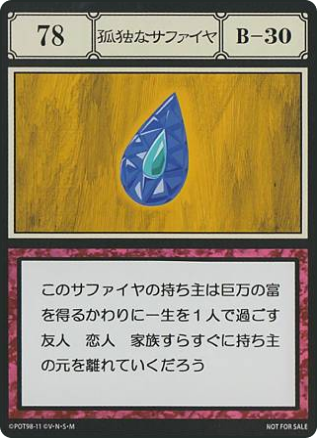 78
孤独なサファイヤ
B-30
このサファイヤの持ち主は巨万の富
を得るかわりに一生を1人で過ごす
友人 恋人 家族すらすぐに持ち主
の元を離れていくだろう
©POT98-11 ©V・N・S・M
NOT FOR SALE